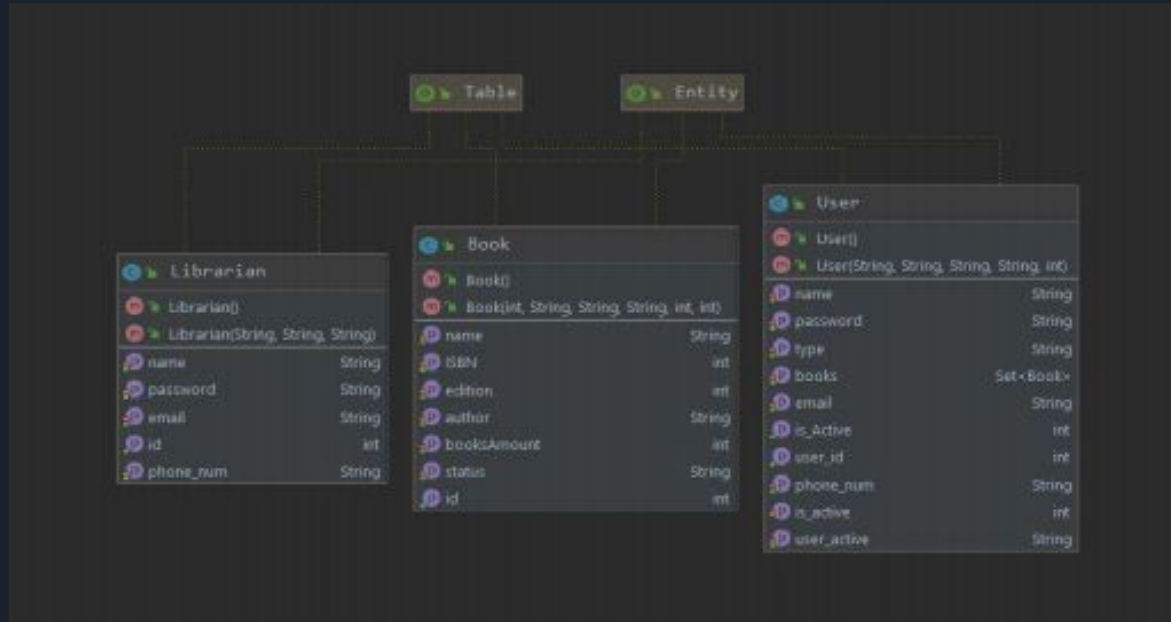 Table
Entity
Librarian
Librarian()
Librarian(String, String, String)
name String
password String
email String
id int
phone_num String
Book
Book()
Book(int, String, String, String, int, int)
name String
ISBN int
edition int
author String
booksAmount int
status String
id int
User
User()
User(String, String, String, String, int)
name String
password String
type String
books Set<Book>
email String
is_Active int
user_id int
phone_num String
is_active int
user_active String